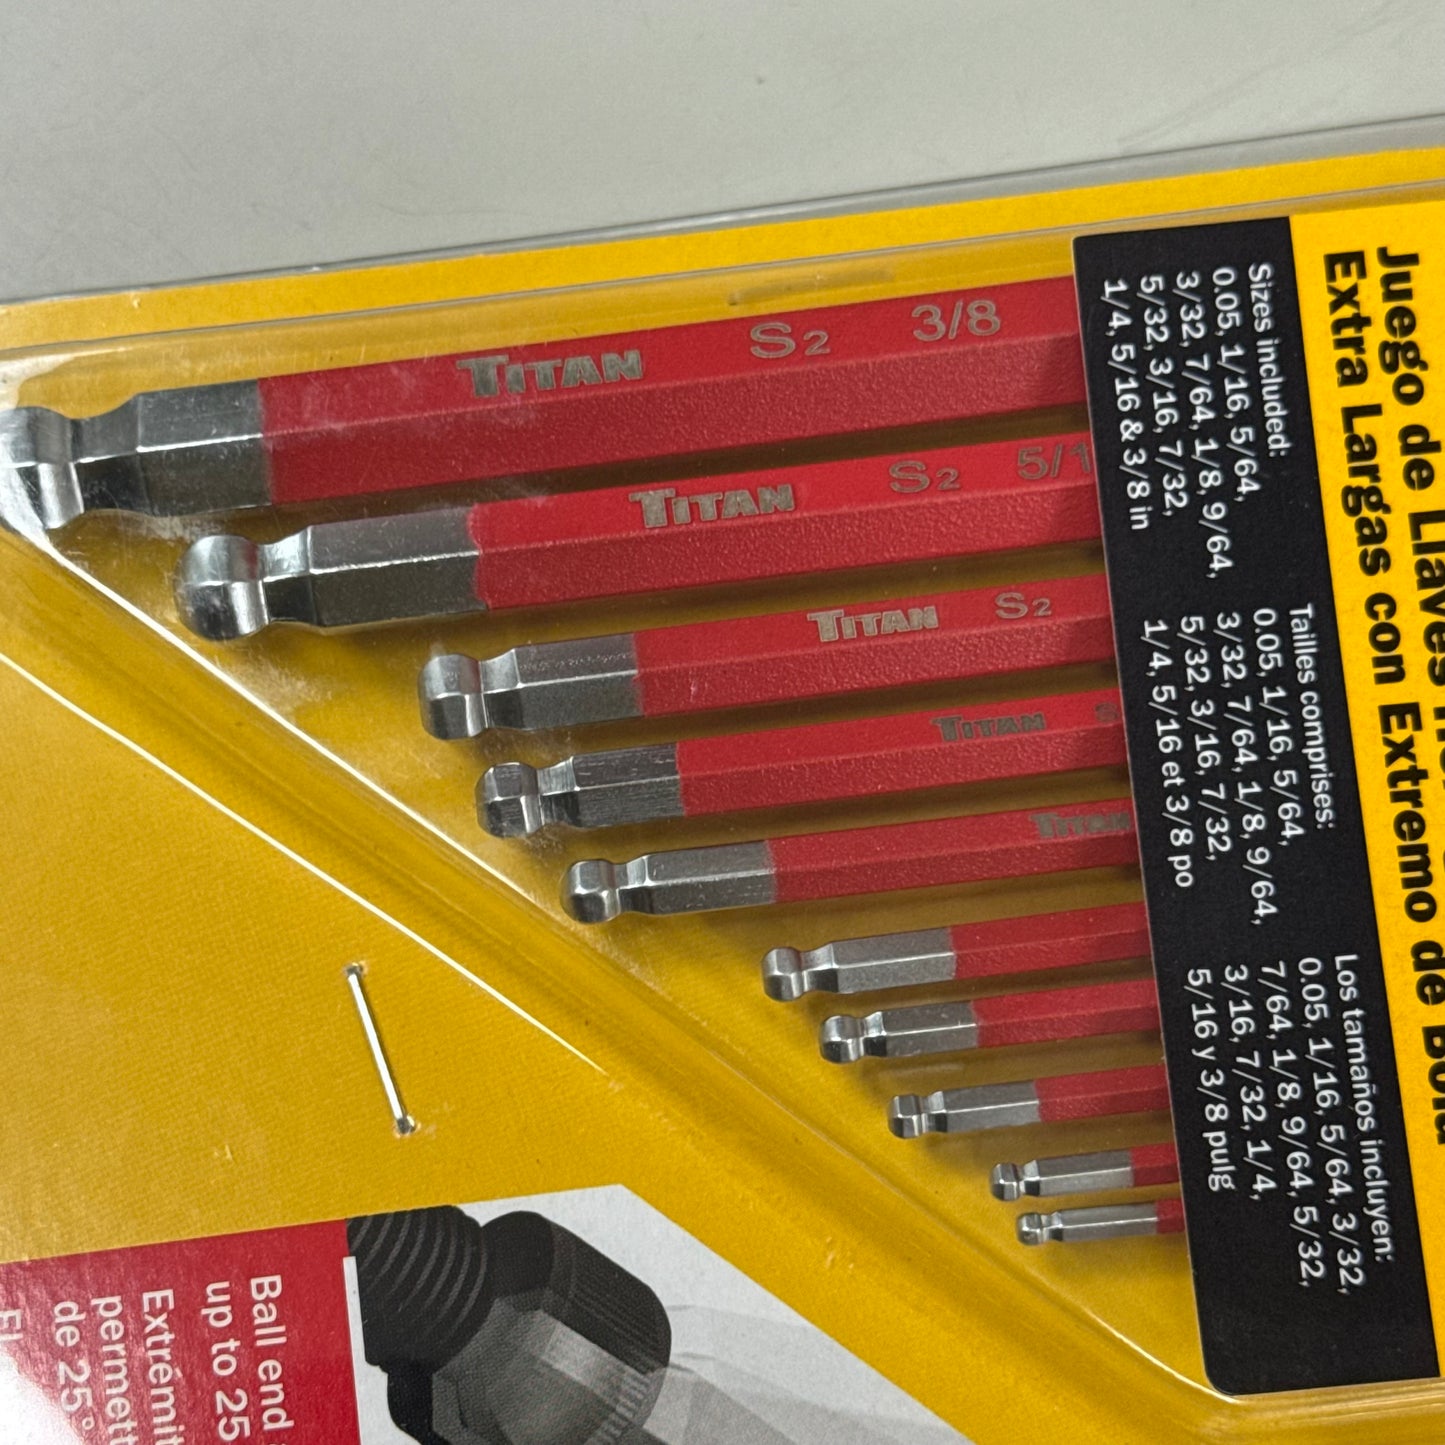 TITAN S2 3/8
TITAN S2 5/1
TITAN S2
TITAN
TITAN
Juego de Llaves
Extra Largas con Extremo de Bola
Sizes included:
0.05, 1/16, 5/64,
3/32, 7/64, 1/8, 9/64,
5/32, 3/16, 7/32,
1/4, 5/16 & 3/8 in
Tailles comprises:
0.05, 1/16, 5/64,
3/32, 7/64, 1/8, 9/64,
5/32, 3/16, 7/32,
1/4, 5/16 et 3/8 po
Los tamaños incluyen:
0.05, 1/16, 5/64, 3/32,
7/64, 1/8, 9/64, 5/32,
3/16, 7/32, 1/4,
5/16 y 3/8 pulg
Ball end
up to 25
Extrémit
permett
de 25°
El